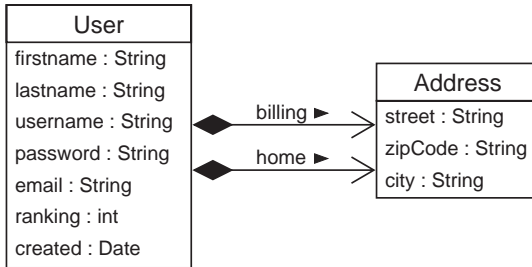 User
firstname : String
lastname : String
username : String
password : String
email : String
ranking : int
created : Date
billing ►
home ►
Address
street : String
zipCode : String
city : String